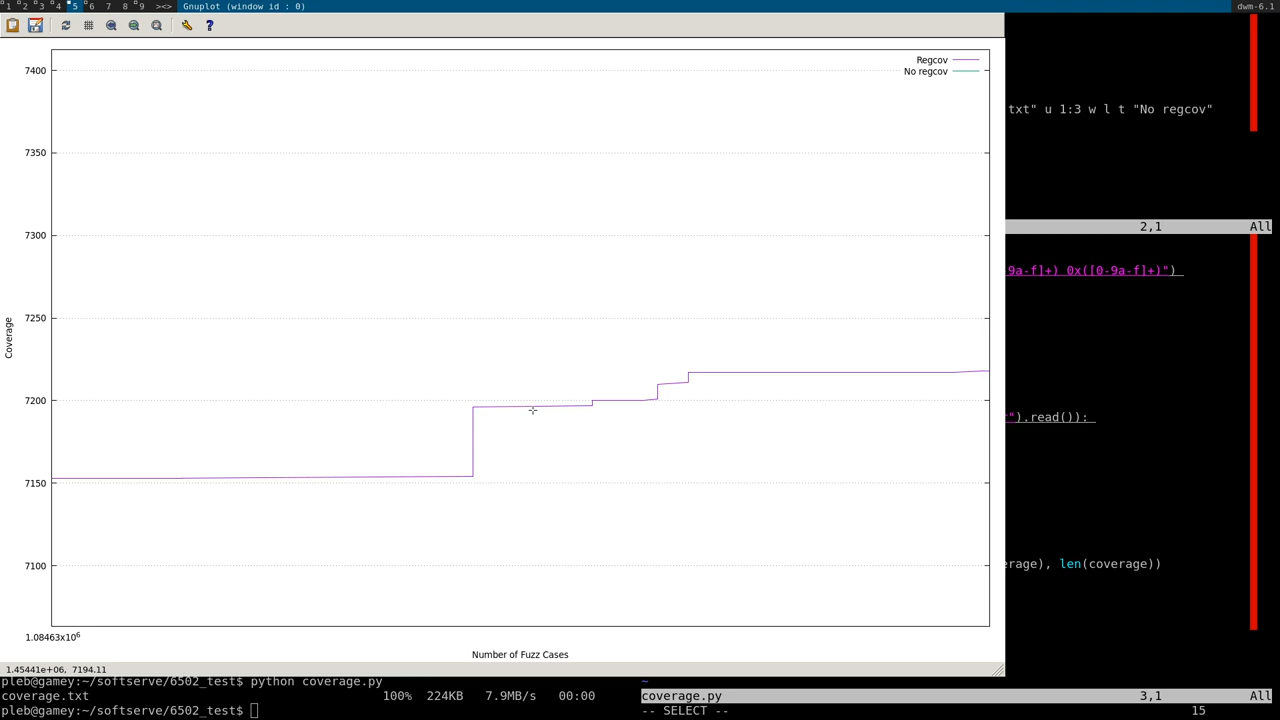 1 2 3 4 5 6 7 8 9 ><> Gnuplot (window id : 0) dwm-6.1
7400
Regcov
No regcov
txt" u 1:3 w l t "No regcov"
7350
2,1 All
7300
9a-f]+) 0x([0-9a-f]+)")
7250
Coverage
7200
").read()):
7150
7100
erage), len(coverage))
1.08463x10⁶
Number of Fuzz Cases
1.45441e+06, 7194.11
pleb@gamey:~/softserve/6502_test$ python coverage.py
~
coverage.txt 100% 224KB 7.9MB/s 00:00
coverage.py 3,1 All
pleb@gamey:~/softserve/6502_test$
-- SELECT -- 15